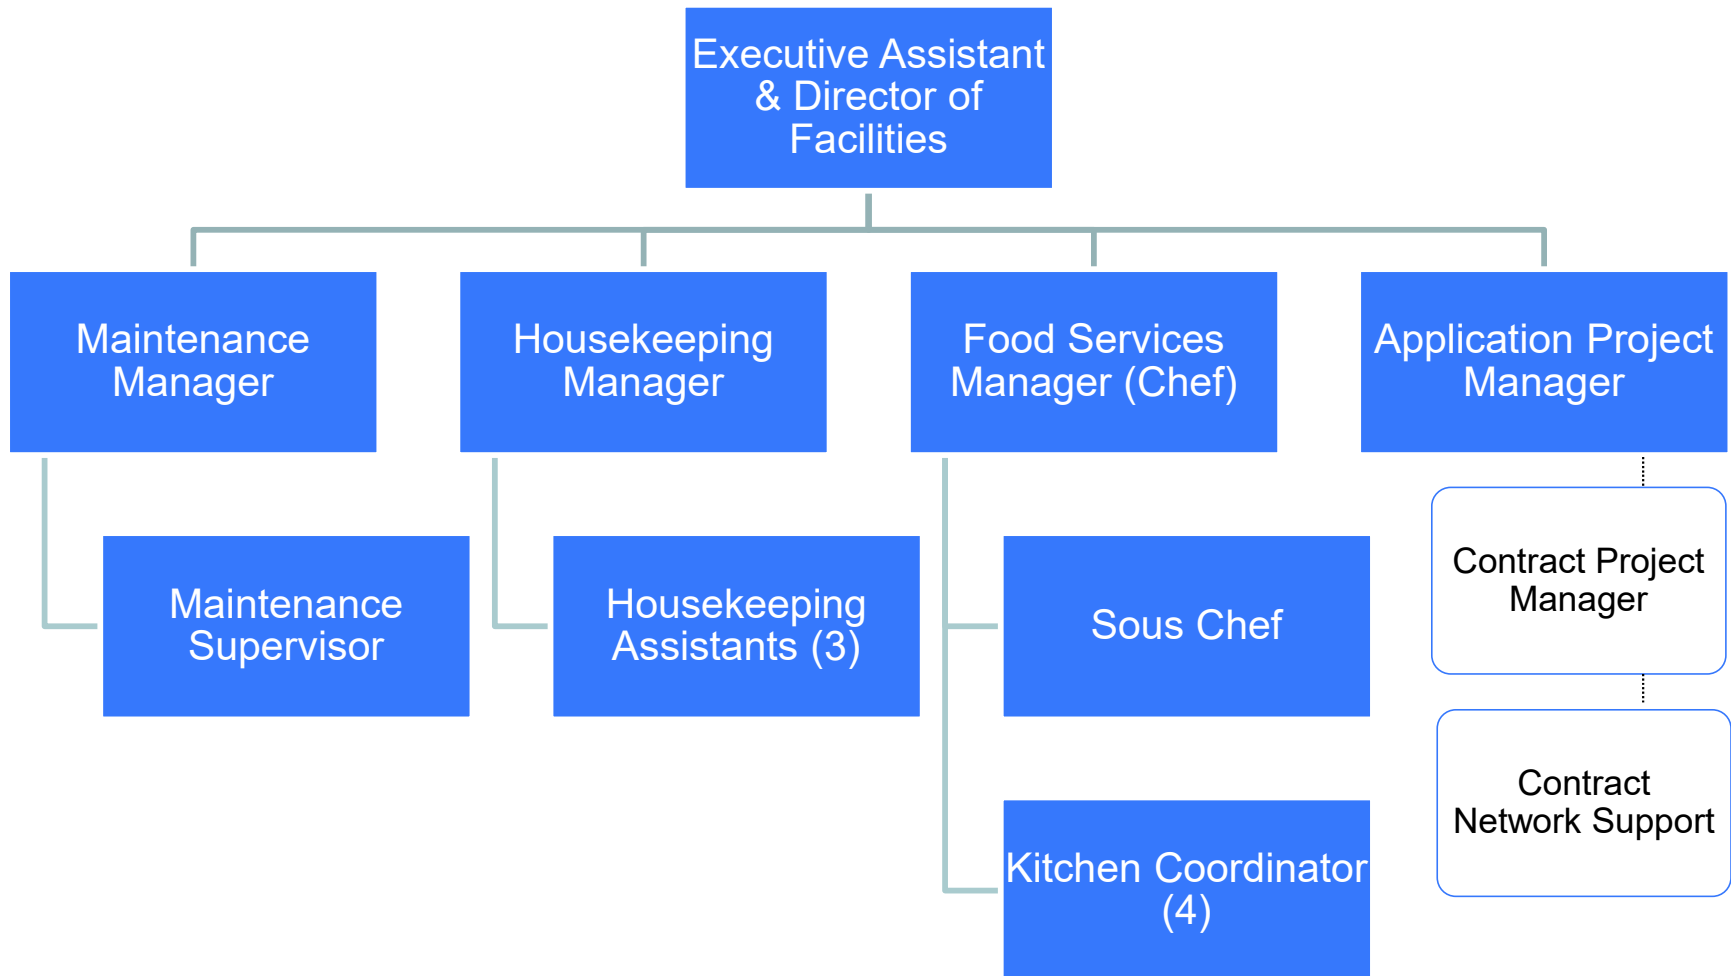 Executive Assistant
& Director of
Facilities
Maintenance
Manager
Housekeeping
Manager
Food Services
Manager (Chef)
Application Project
Manager
Maintenance
Supervisor
Housekeeping
Assistants (3)
Sous Chef
Contract Project
Manager
Kitchen Coordinator
(4)
Contract
Network Support